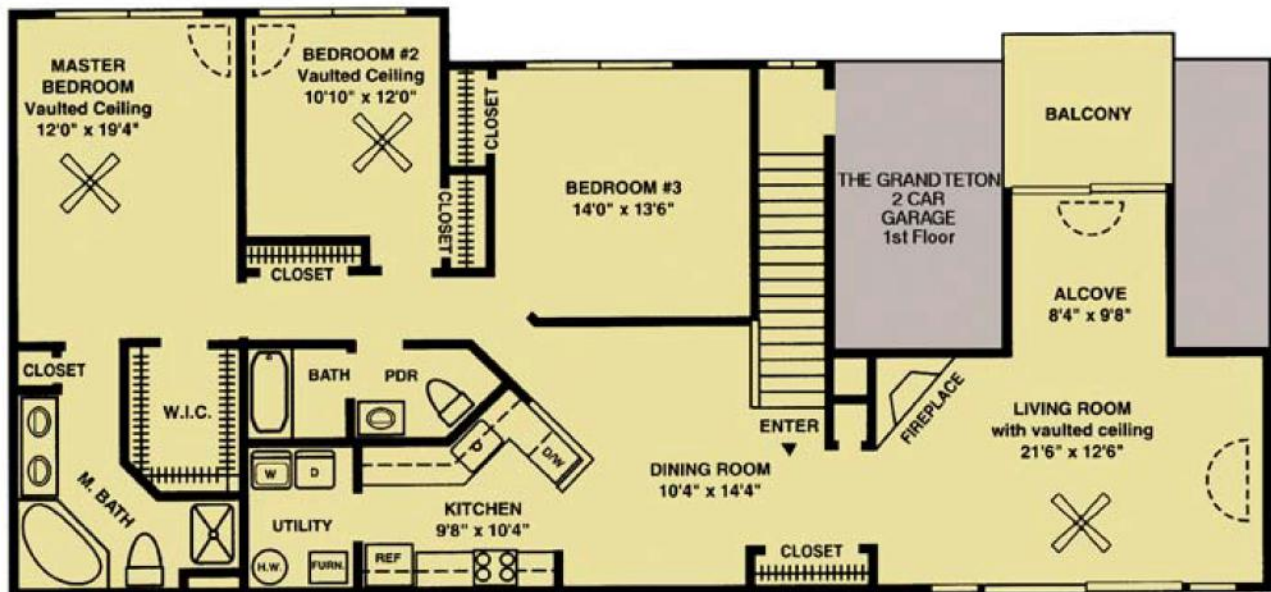 MASTER
BEDROOM
Vaulted Ceiling
12'0" x 19'4"
BEDROOM #2
Vaulted Ceiling
10'10" x 12'0"
CLOSET
CLOSET
CLOSET
BEDROOM #3
14'0" x 13'6"
THE GRAND TETON
2 CAR
GARAGE
1st Floor
BALCONY
ALCOVE
8'4" x 9'8"
CLOSET
W.I.C.
BATH
PDR
M. BATH
W
D
UTILITY
H.W.
FURN.
P
D/W
KITCHEN
9'8" x 10'4"
REF
ENTER
DINING ROOM
10'4" x 14'4"
FIREPLACE
LIVING ROOM
with vaulted ceiling
21'6" x 12'6"
CLOSET